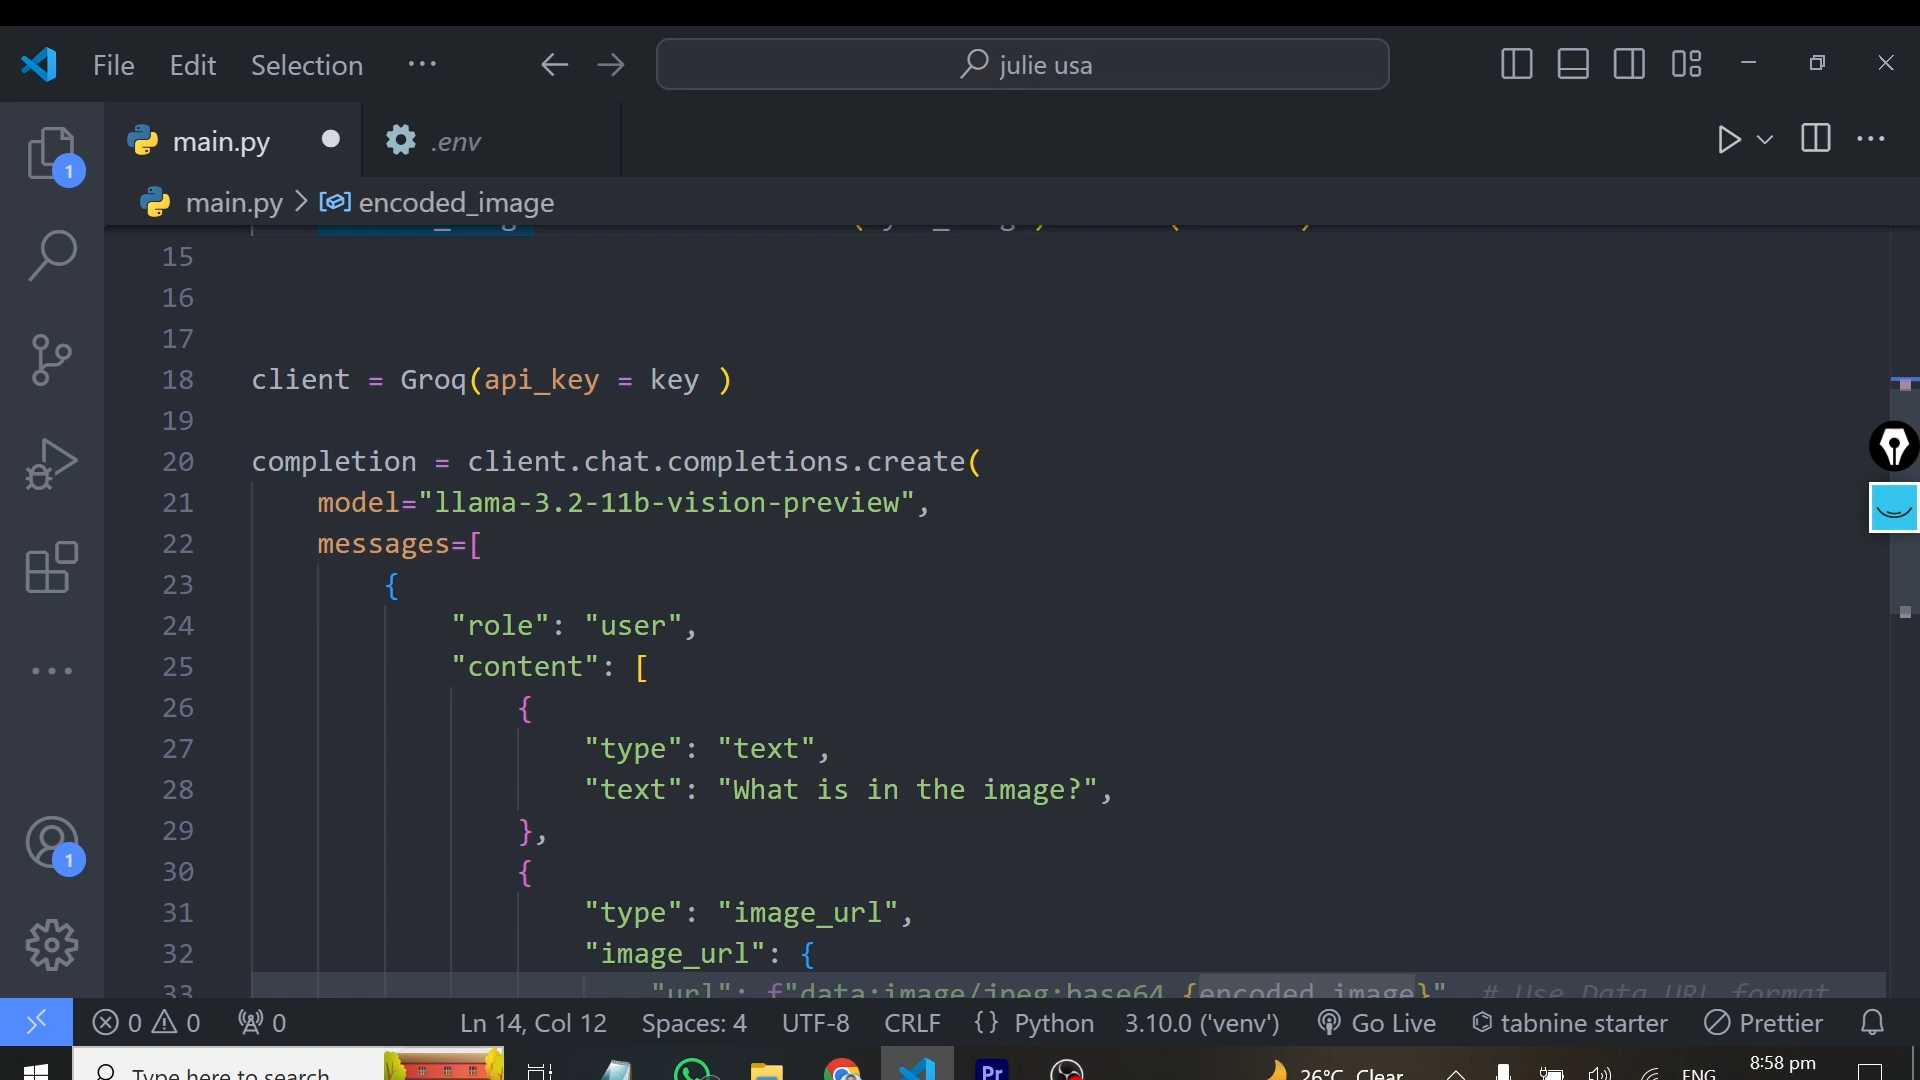 File Edit Selection ··· julie usa
main.py .env
main.py > encoded_image
15
16
17
18 client = Groq(api_key = key )
19
20 completion = client.chat.completions.create(
21 model="llama-3.2-11b-vision-preview",
22 messages=[
23 {
24 "role": "user",
25 "content": [
26 {
27 "type": "text",
28 "text": "What is in the image?",
29 },
30 {
31 "type": "image_url",
32 "image_url": {
33 "url": f"data:image/jpeg;base64,{encoded_image}" # Use Data URL format
1
1
0 0 0 Ln 14, Col 12 Spaces: 4 UTF-8 CRLF {} Python 3.10.0 ('venv') Go Live tabnine starter Prettier
Type here to search Pr 26°C Clear ENG 8:58 pm